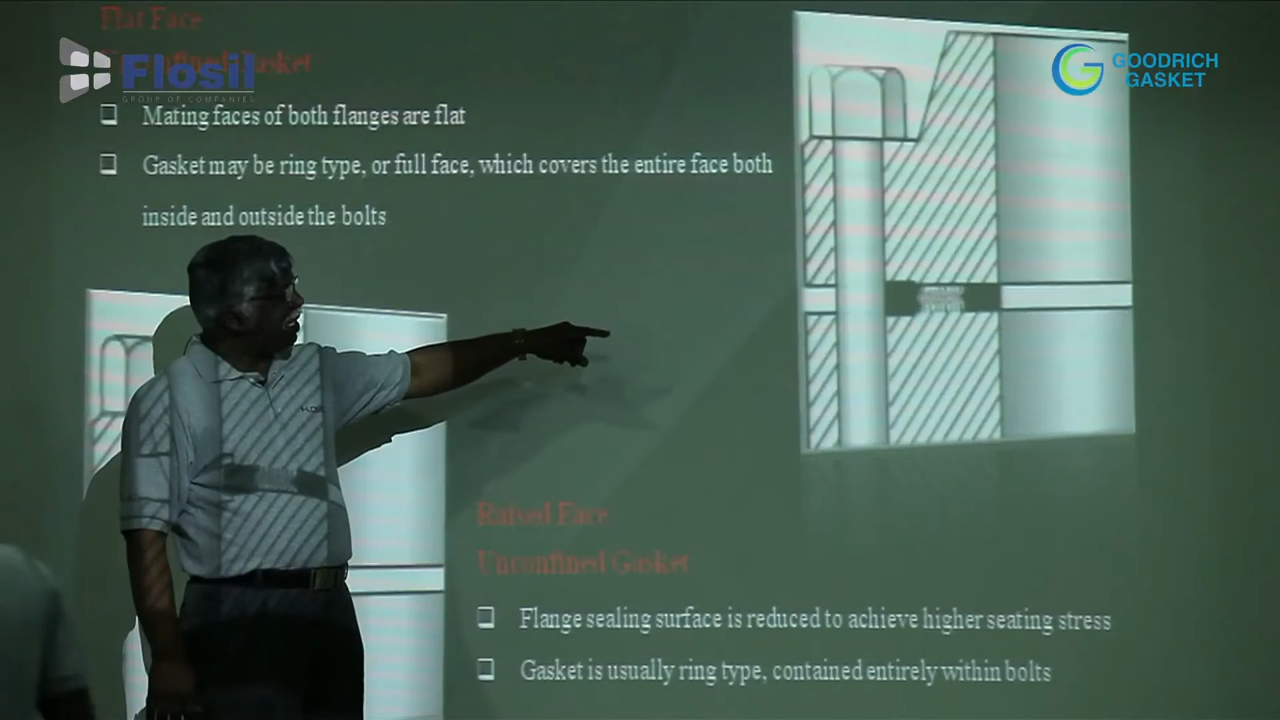 Flat Face
Gasket
Flosil
GROUP OF COMPANIES
GOODRICH
GASKET
Mating faces of both flanges are flat
Gasket may be ring type, or full face, which covers the entire face both
inside and outside the bolts
Raised Face
Unconfined Gasket
Flange sealing surface is reduced to achieve higher seating stress
Gasket is usually ring type, contained entirely within bolts